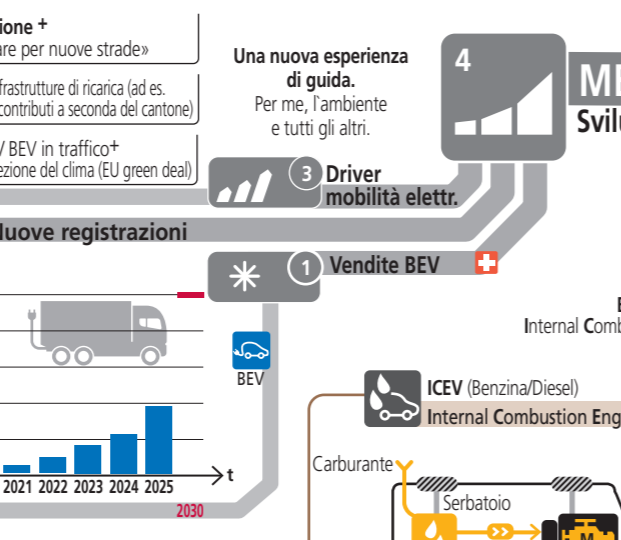 ione +
are per nuove strade»
frastrutture di ricarica (ad es.
contributi a seconda del cantone)
/ BEV in traffico+
ezione del clima (EU green deal)
Una nuova esperienza
di guida.
Per me, l`ambiente
e tutti gli altri.
4
ME
Svilu
3 Driver
mobilità elettr.
Nuove registrazioni
1 Vendite BEV
BEV
2021 2022 2023 2024 2025
t
2030
Internal Comb
ICEV (Benzina/Diesel)
Internal Combustion Eng
Carburante
Serbatoio
M